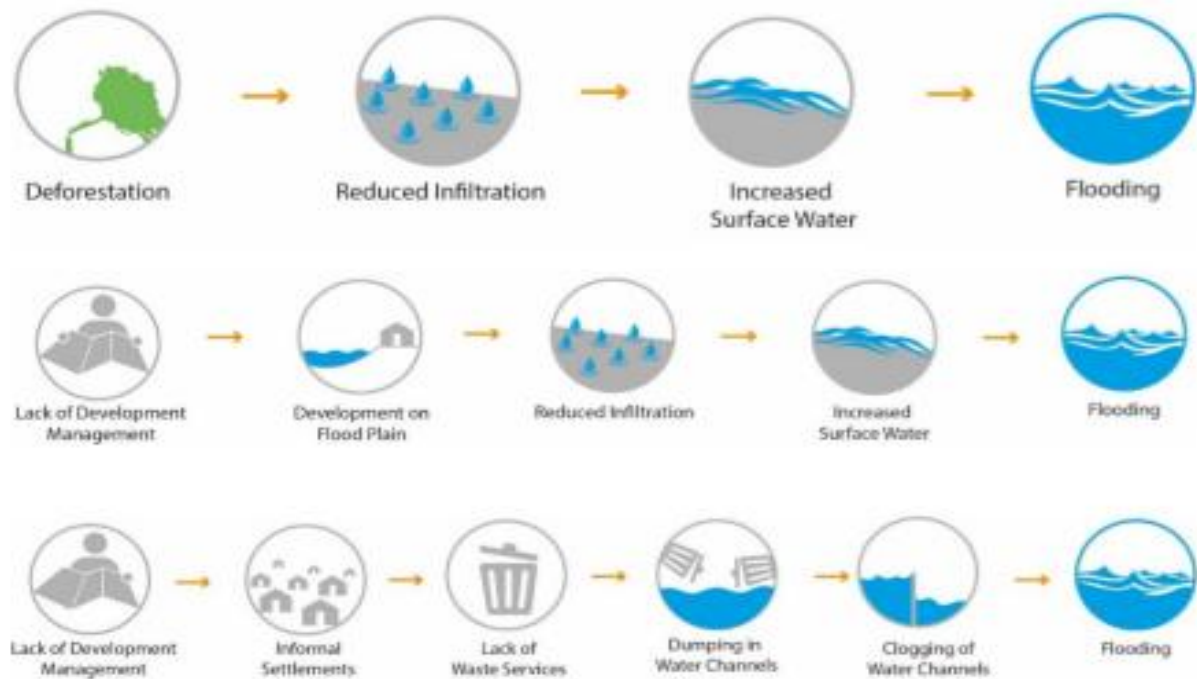 Deforestation
Reduced Infiltration
Increased
Surface Water
Flooding
Lack of Development
Management
Development on
Flood Plain
Reduced Infiltration
Increased
Surface Water
Flooding
Lack of Development
Management
Informal
Settlements
Lack of
Waste Services
Dumping in
Water Channels
Clogging of
Water Channels
Flooding